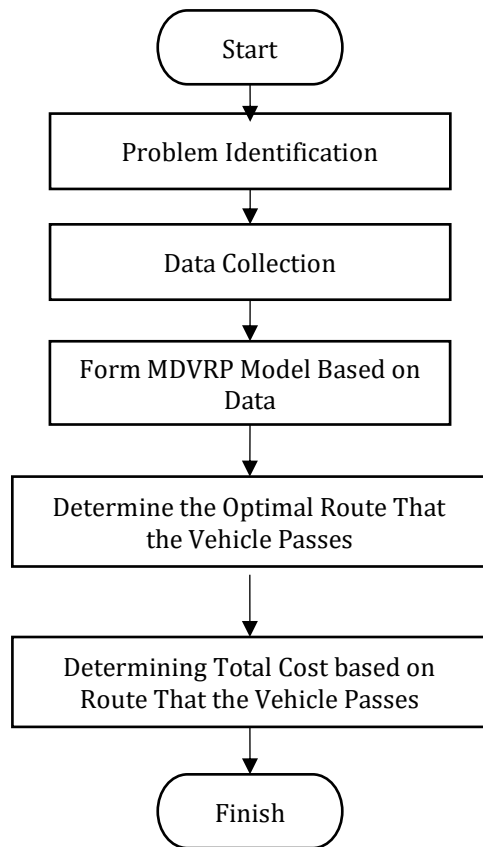 Start
Problem Identification
Data Collection
Form MDVRP Model Based on
Data
Determine the Optimal Route That
the Vehicle Passes
Determining Total Cost based on
Route That the Vehicle Passes
Finish